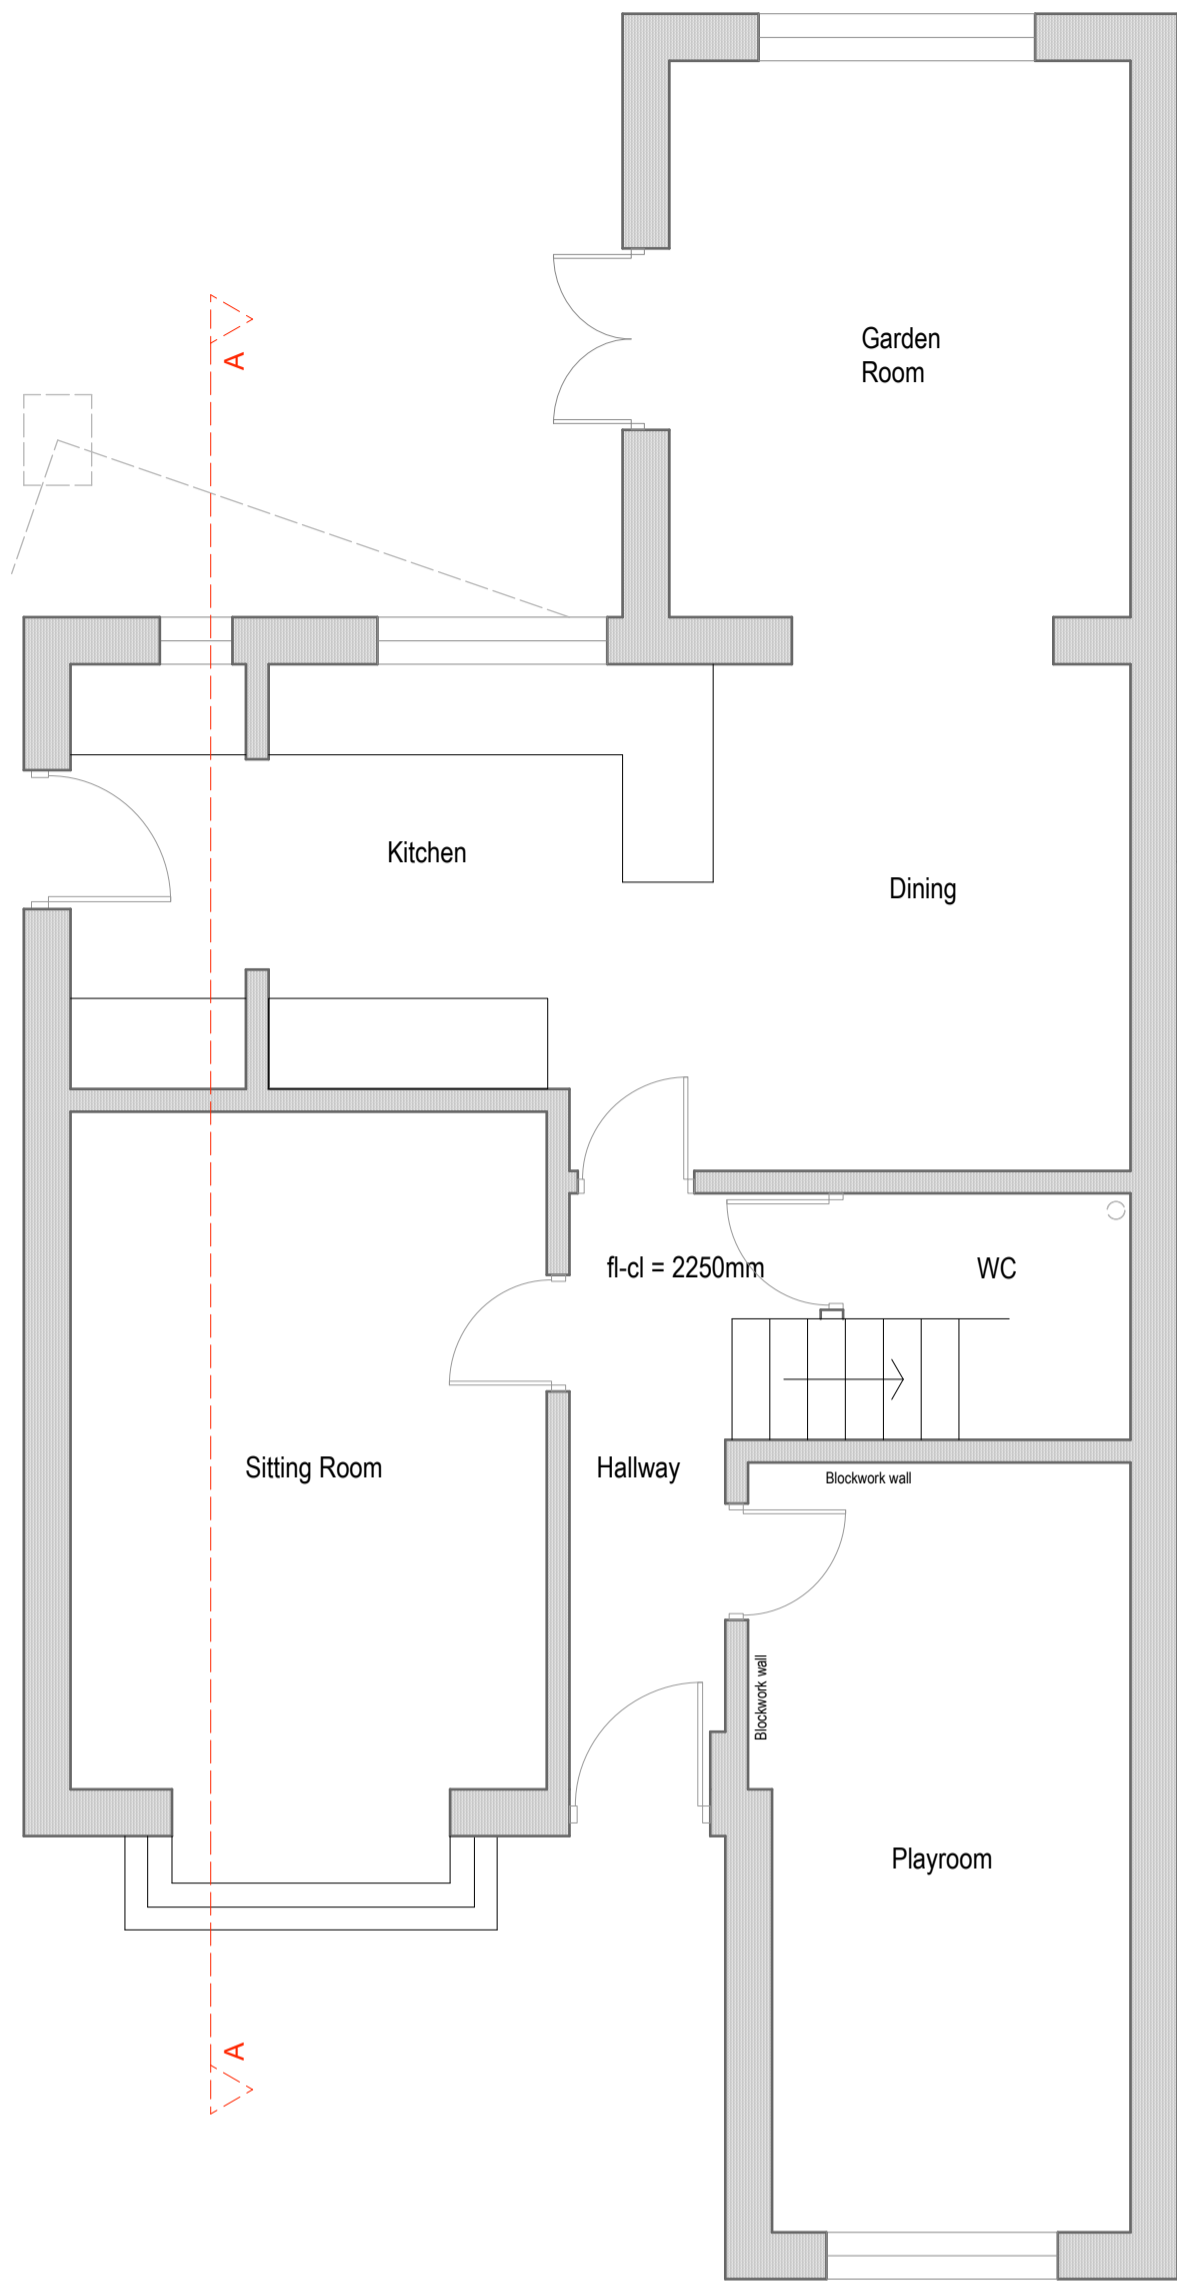 Garden
Room
A
Kitchen
Dining
fl-cl = 2250mm
WC
Sitting Room
Hallway
Blockwork wall
Blockwork wall
Playroom
A